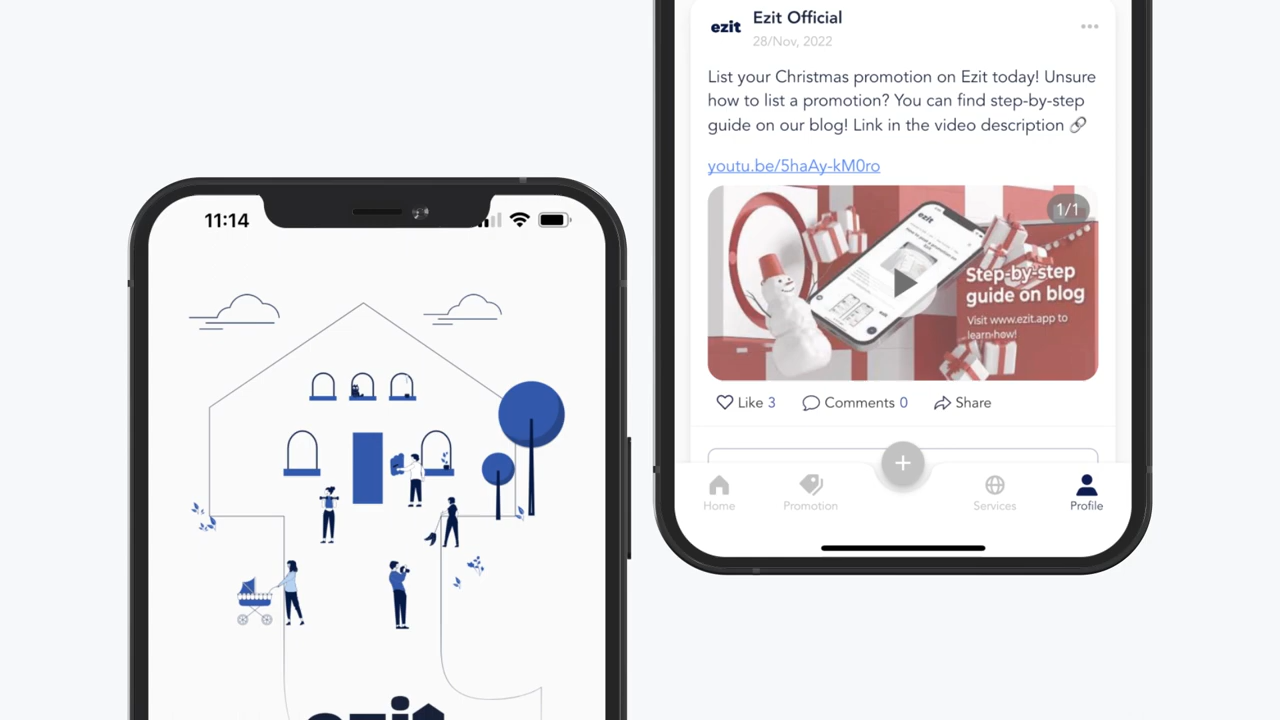 ezit
Ezit Official
28/Nov, 2022
List your Christmas promotion on Ezit today! Unsure
how to list a promotion? You can find step-by-step
guide on our blog! Link in the video description 🔗
youtu.be/5haAy-kM0ro
1/1
ezit
Step-by-step
guide on blog
Visit www.ezit.app to
learn how!
Like 3
Comments 0
Share
+
Home
Promotion
Services
Profile
11:14
ezit